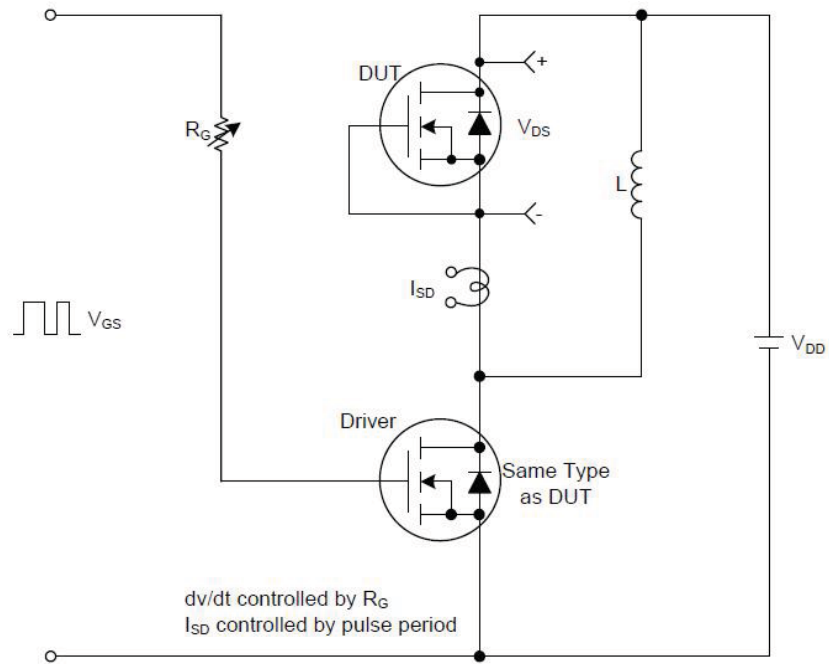 DUT
+
R_G
V_DS
L
-
I_SD
V_GS
V_DD
Driver
Same Type
as DUT
dv/dt controlled by R_G
I_SD controlled by pulse period